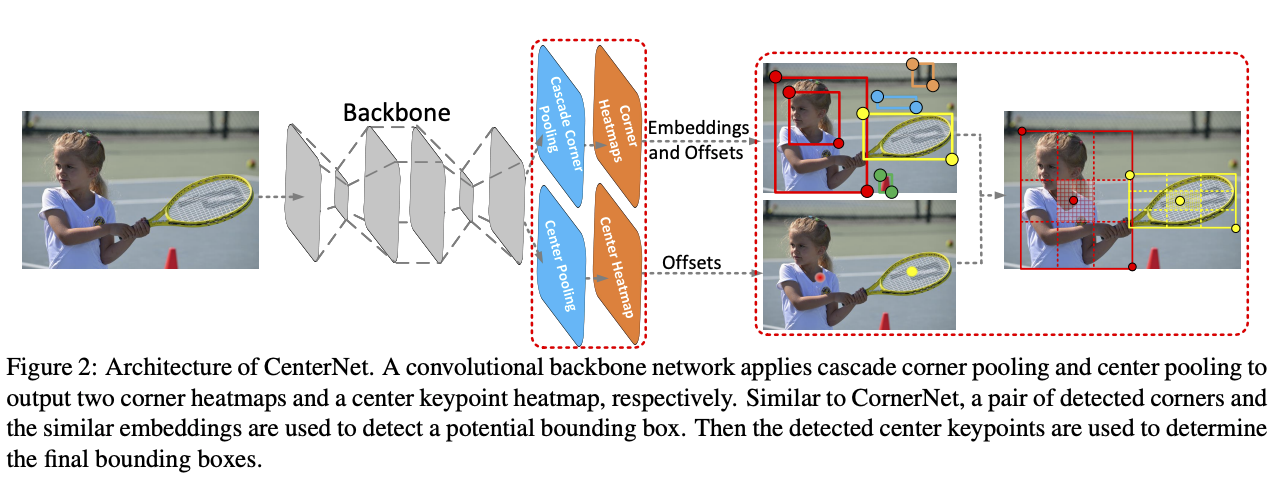 Backbone
Cascade Corner
Pooling
Corner
Heatmaps
Embeddings
and Offsets
Center Pooling
Center Heatmap
Offsets
Figure 2: Architecture of CenterNet. A convolutional backbone network applies cascade corner pooling and center pooling to
output two corner heatmaps and a center keypoint heatmap, respectively. Similar to CornerNet, a pair of detected corners and
the similar embeddings are used to detect a potential bounding box. Then the detected center keypoints are used to determine
the final bounding boxes.